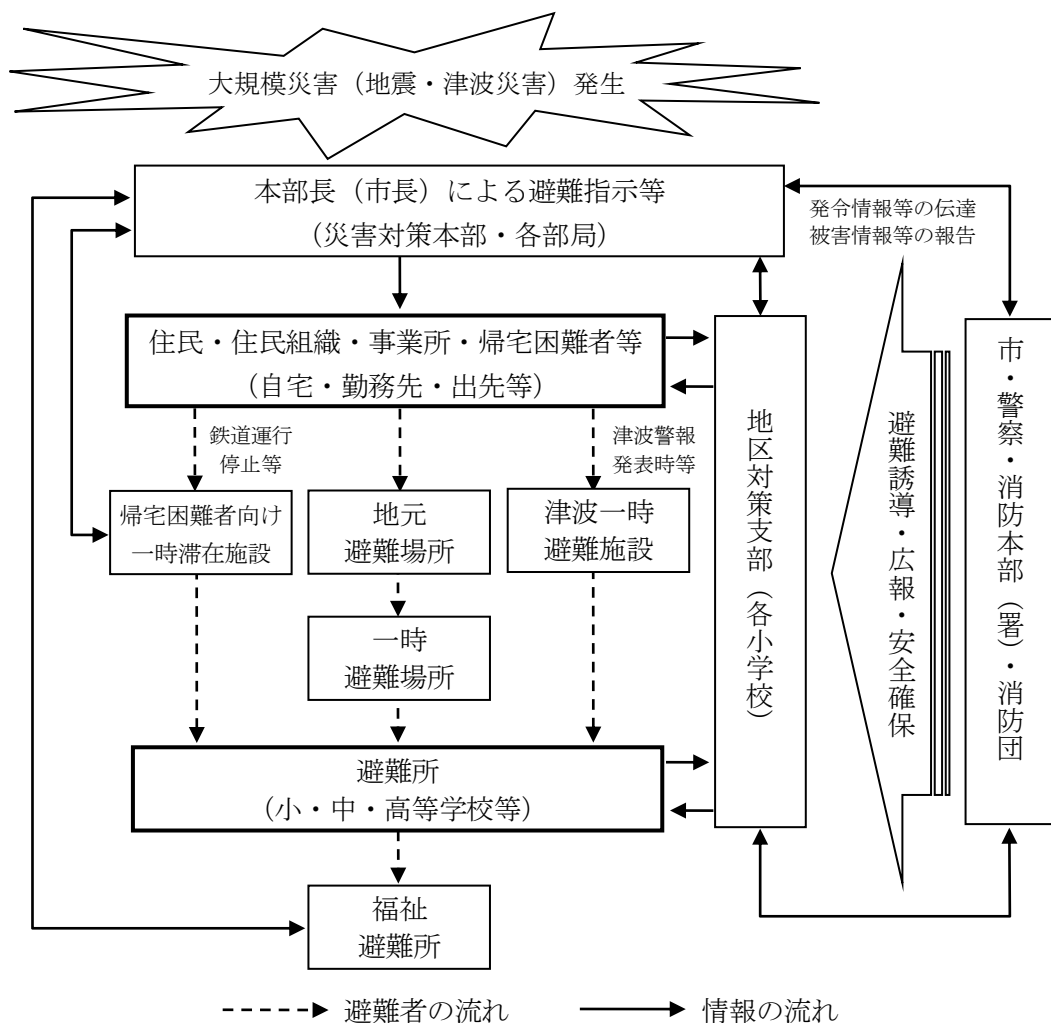 大規模災害（地震・津波災害）発生
本部長（市長）による避難指示等
（災害対策本部・各部局）
発令情報等の伝達
被害情報等の報告
住民・住民組織・事業所・帰宅困難者等
（自宅・勤務先・出先等）
鉄道運行
停止等
津波警報
発表時等
帰宅困難者向け
一時滞在施設
地元
避難場所
津波一時
避難施設
一時
避難場所
避難所
（小・中・高等学校等）
福祉
避難所
地区対策支部（各小学校）
避難誘導・広報・安全確保
市・警察・消防本部（署）・消防団
避難者の流れ
情報の流れ